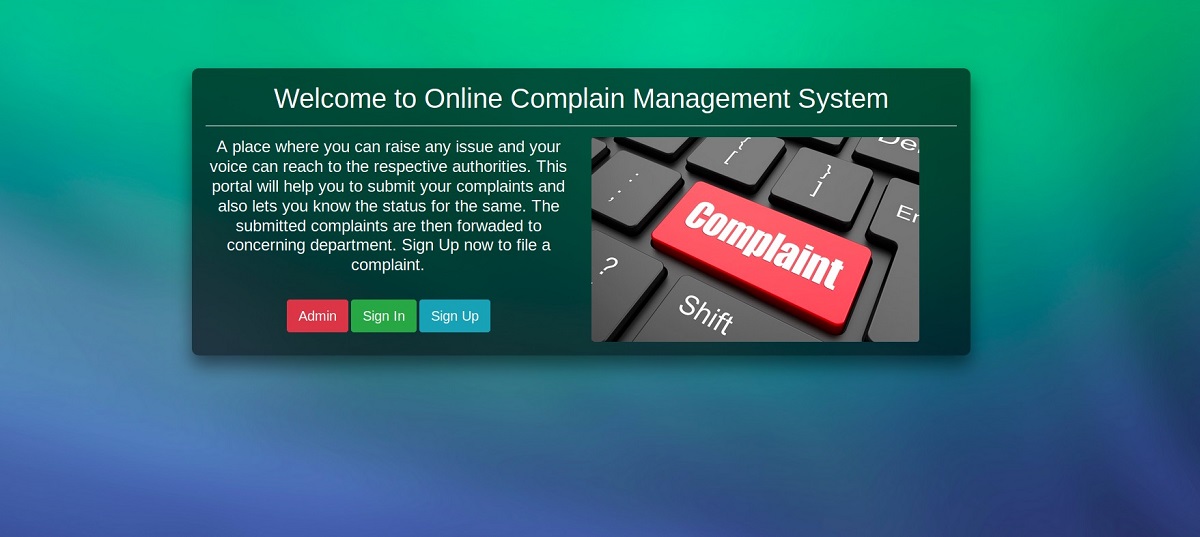 Welcome to Online Complain Management System
A place where you can raise any issue and your
voice can reach to the respective authorities. This
portal will help you to submit your complaints and
also lets you know the status for the same. The
submitted complaints are then forwaded to
concerning department. Sign Up now to file a
complaint.
Admin Sign In Sign Up
De
{
[
}
]
:
;
En
Complaint
?
Shift